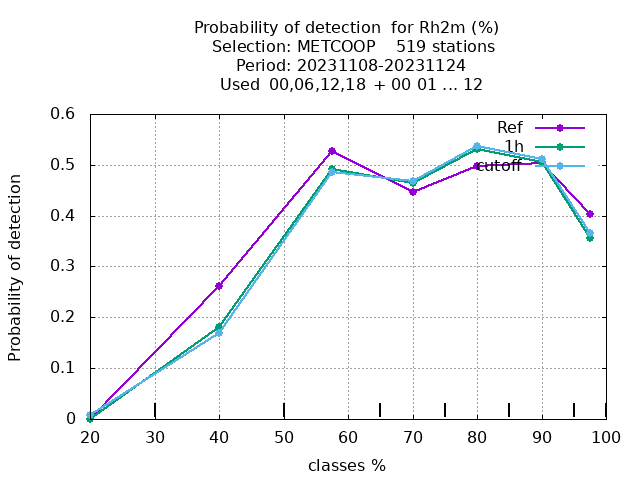 Probability of detection for Rh2m (%)
Selection: METCOOP 519 stations
Period: 20231108-20231124
Used 00,06,12,18 + 00 01 ... 12
Probability of detection
0.6
0.5
0.4
0.3
0.2
0.1
0
Ref
1h
cutoff
20 30 40 50 60 70 80 90 100
classes %